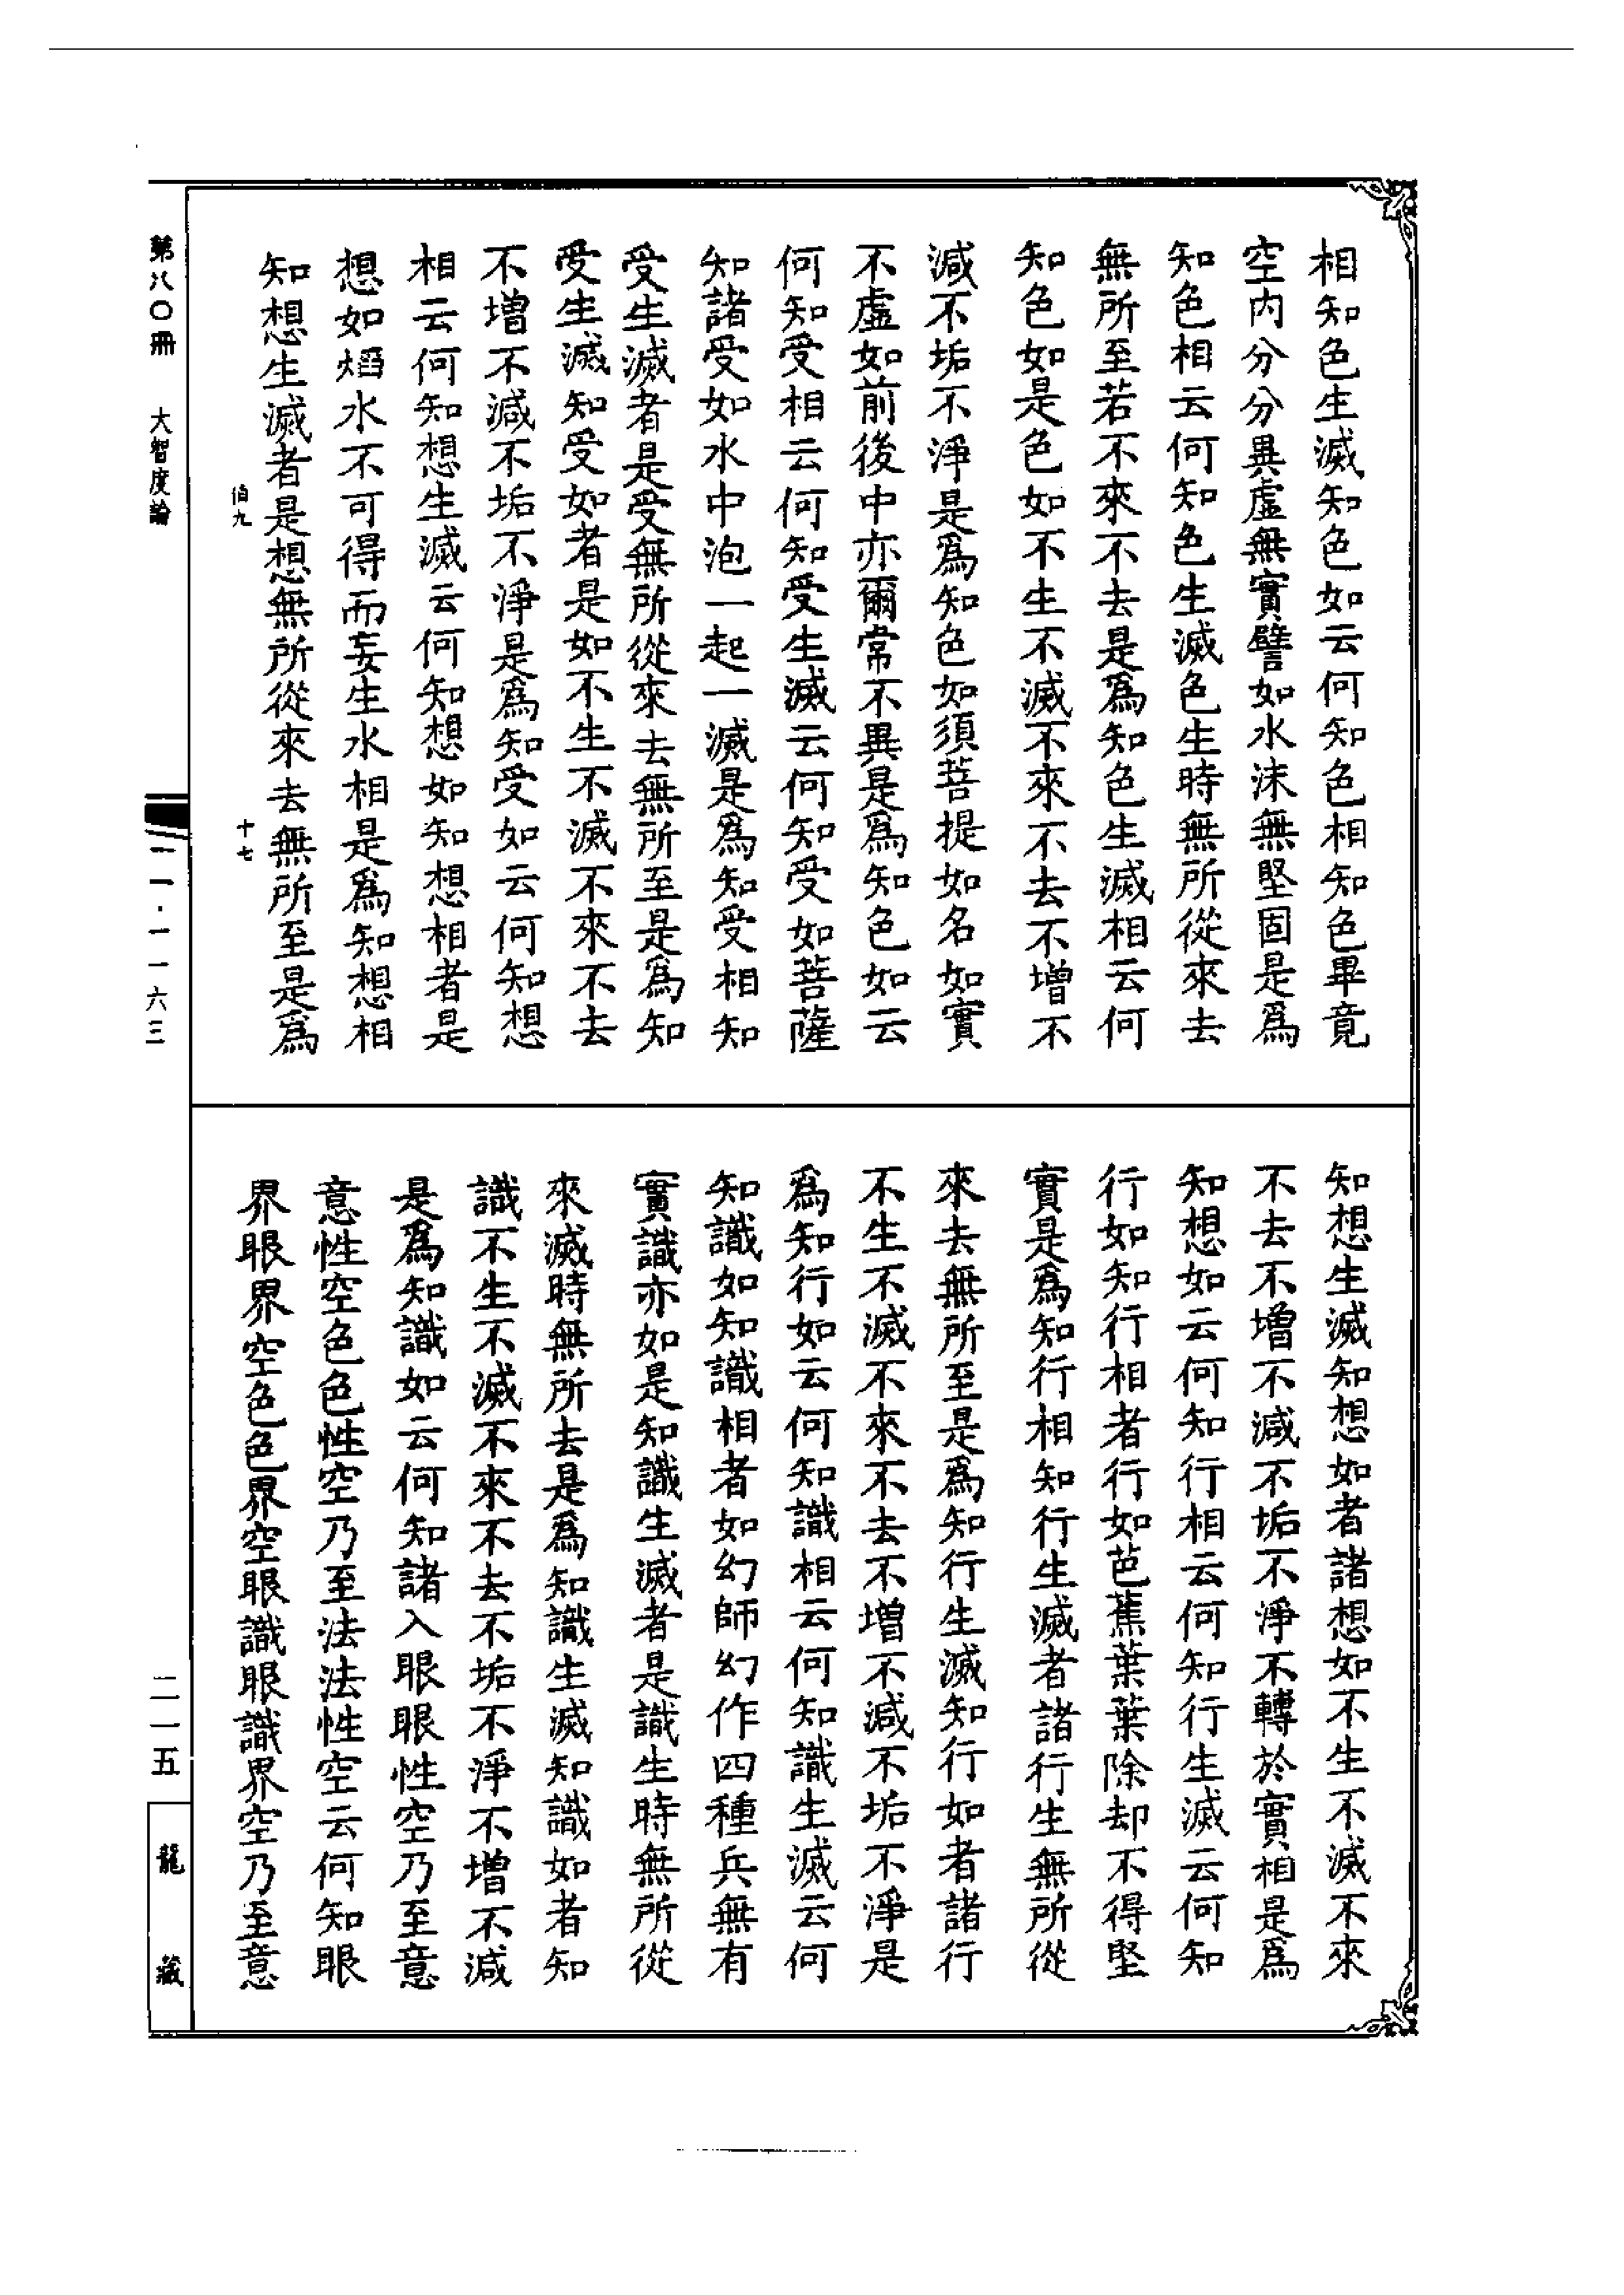 相知色生滅知色如云何知色相知色畢竟
空內分分異虛無實譬如水沫無堅固是爲
知色相云何知色生滅色生時無所從來去
無所至若不來不去是爲知色生滅相云何
知色如是色如不生不滅不來不去不增不
減不垢不淨是爲知色如須菩提如名如實
不虛如前後中亦爾常不異是爲知色如云
何知受相云何知受生滅云何知受如菩薩
知諸受如水中泡一起一滅是爲知受相知
受生滅者是受無所從來去無所至是爲知
受生滅知受如者是如不生不滅不來不去
不增不減不垢不淨是爲知受如云何知想
相云何知想生滅云何知想如知想相者是
想如燄水不可得而妄生水相是爲知想相
知想生滅者是想無所從來去無所至是爲
知想生滅知想如者諸想如不生不滅不來
不去不增不減不垢不淨不轉於實相是爲
知想如云何知行相云何知行生滅云何知
行如知行相者行如芭蕉葉葉除却不得堅
實是爲知行相知行生滅者諸行生無所從
來去無所至是爲知行生滅知行如者諸行
不生不滅不來不去不增不減不垢不淨是
爲知行如云何知識相云何知識生滅云何
知識如知識相者如幻師幻作四種兵無有
實識亦如是知識生滅者是識生時無所從
來滅時無所去是爲知識生滅知識如者知
識不生不滅不來不去不垢不淨不增不減
是爲知識如云何知諸入眼眼性空乃至意
意性空色色性空乃至法法性空云何知眼
界眼界空色色界空眼識眼識界空乃至意
伯九 十七
第八〇冊 大智度論 一一·一一六三 二一五 龍藏